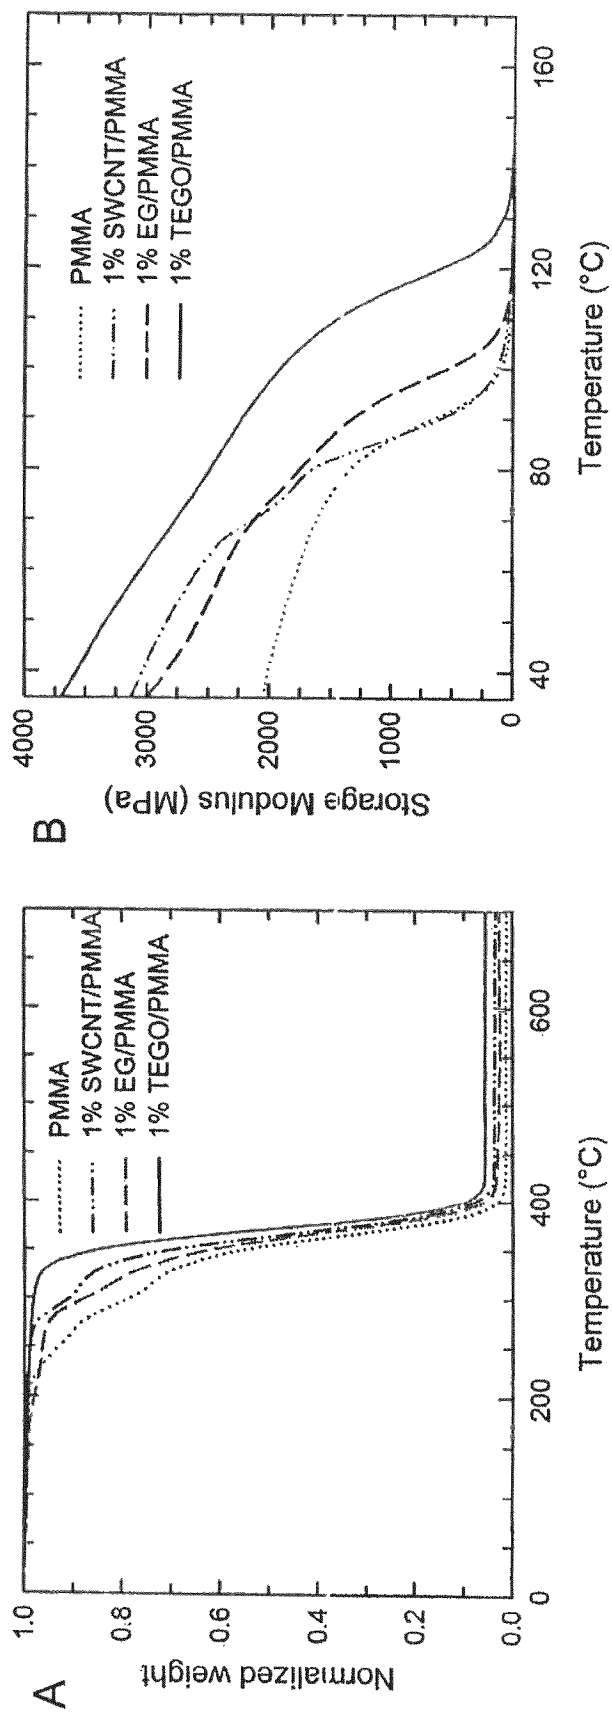 A
Normalized weight
1.0
0.8
0.6
0.4
0.2
0.0
0
200
400
600
Temperature (°C)
PMMA
1% SWCNT/PMMA
1% EG/PMMA
1% TEGO/PMMA
B
Storage Modulus (MPa)
4000
3000
2000
1000
0
40
80
120
160
Temperature (°C)
PMMA
1% SWCNT/PMMA
1% EG/PMMA
1% TEGO/PMMA